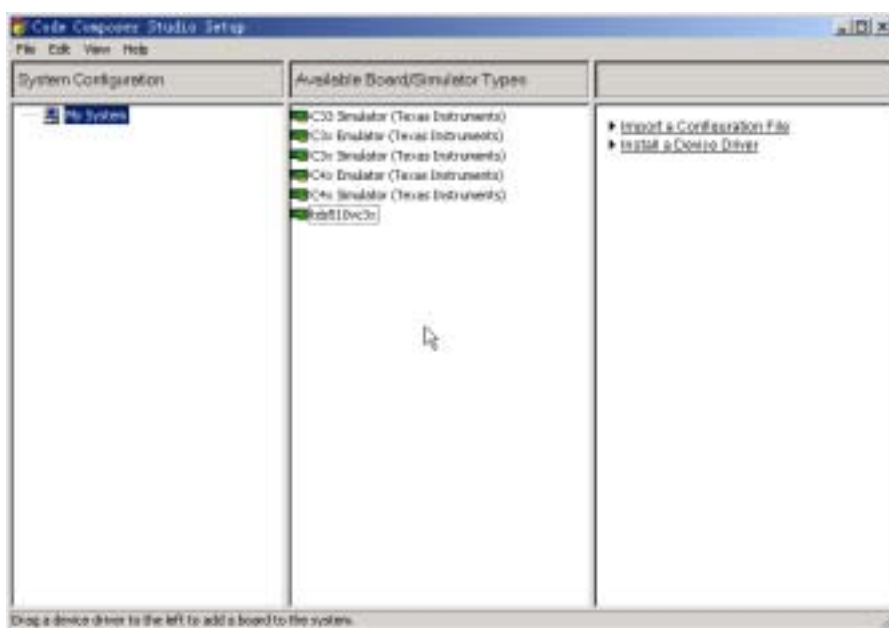 Code Composer Studio Setup
File Edit View Help
System Configuration
Available Board/Simulator Types
My System
C33 Simulator (Texas Instruments)
C3x Emulator (Texas Instruments)
C3x Simulator (Texas Instruments)
C4x Emulator (Texas Instruments)
C4x Simulator (Texas Instruments)
Import a Configuration File
Install a Device Driver
Drag a device driver to the left to add a board to the system.